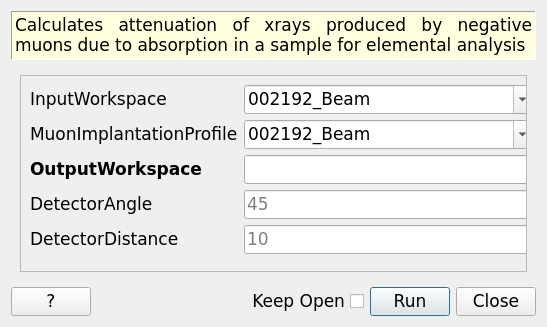 Calculates attenuation of xrays produced by negative
muons due to absorption in a sample for elemental analysis
InputWorkspace 002192_Beam
MuonImplantationProfile 002192_Beam
OutputWorkspace
DetectorAngle 45
DetectorDistance 10
? Keep Open Run Close